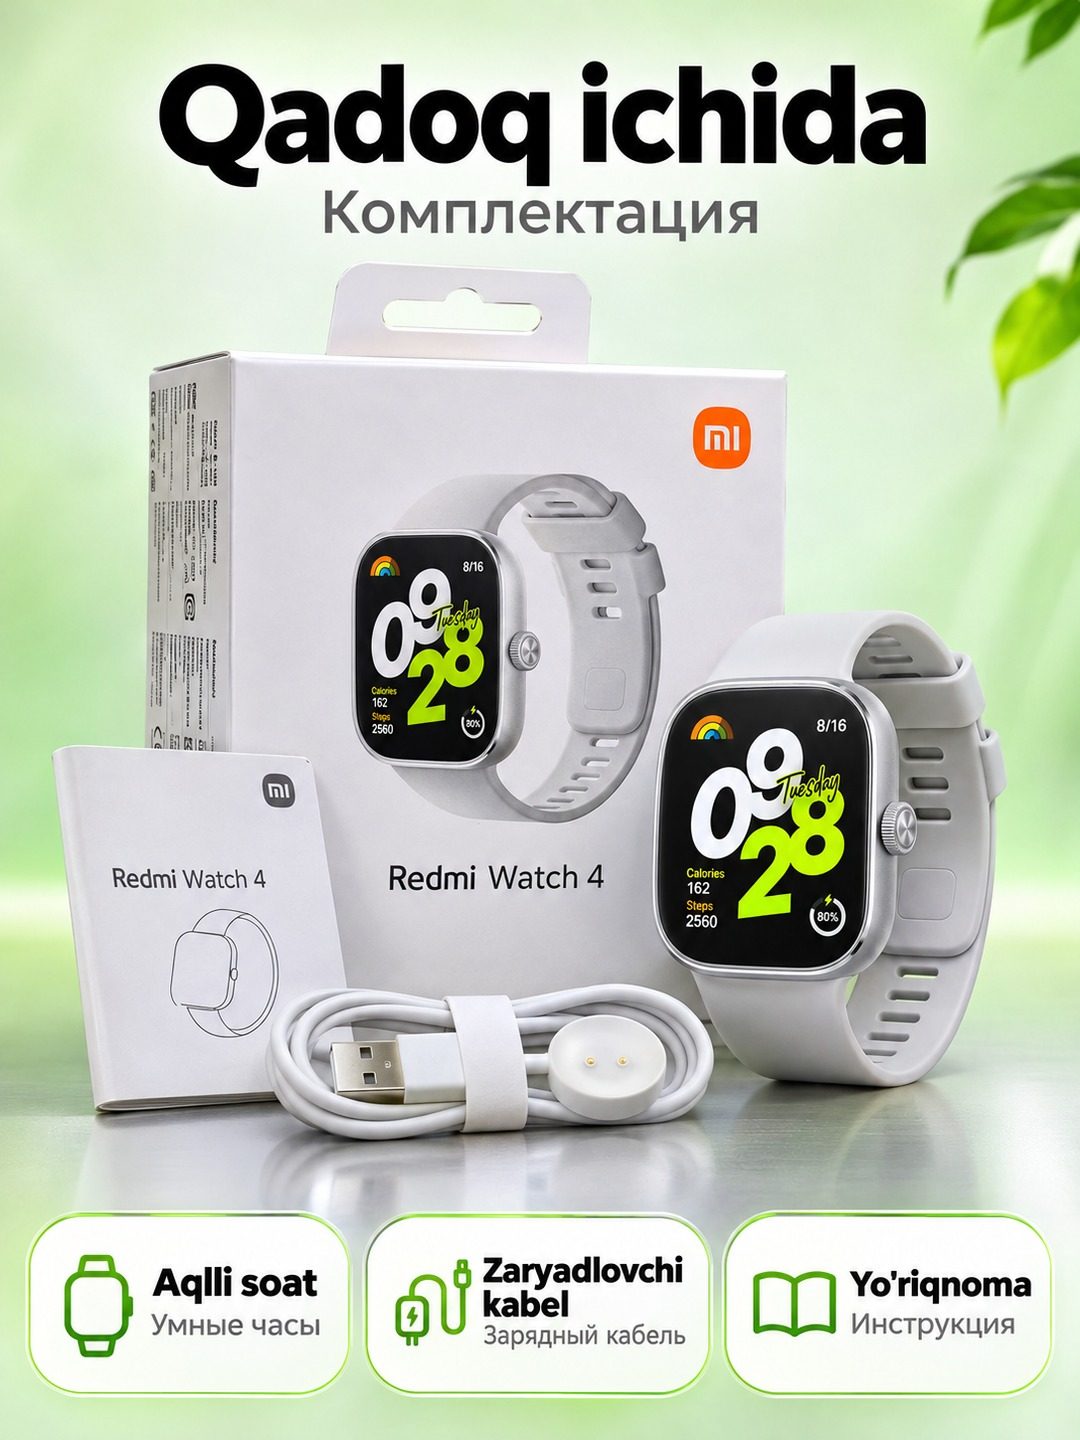 Qadoq ichida
Комплектация
mi
8/16
09
Tuesday
28
Calories
162
Steps
2560
80%
Redmi Watch 4
mi
Redmi Watch 4
8/16
09
Tuesday
28
Calories
162
Steps
2560
80%
Aqlli soat
Умные часы
Zaryadlovchi
kabel
Зарядный кабель
Yo'riqnoma
Инструкция